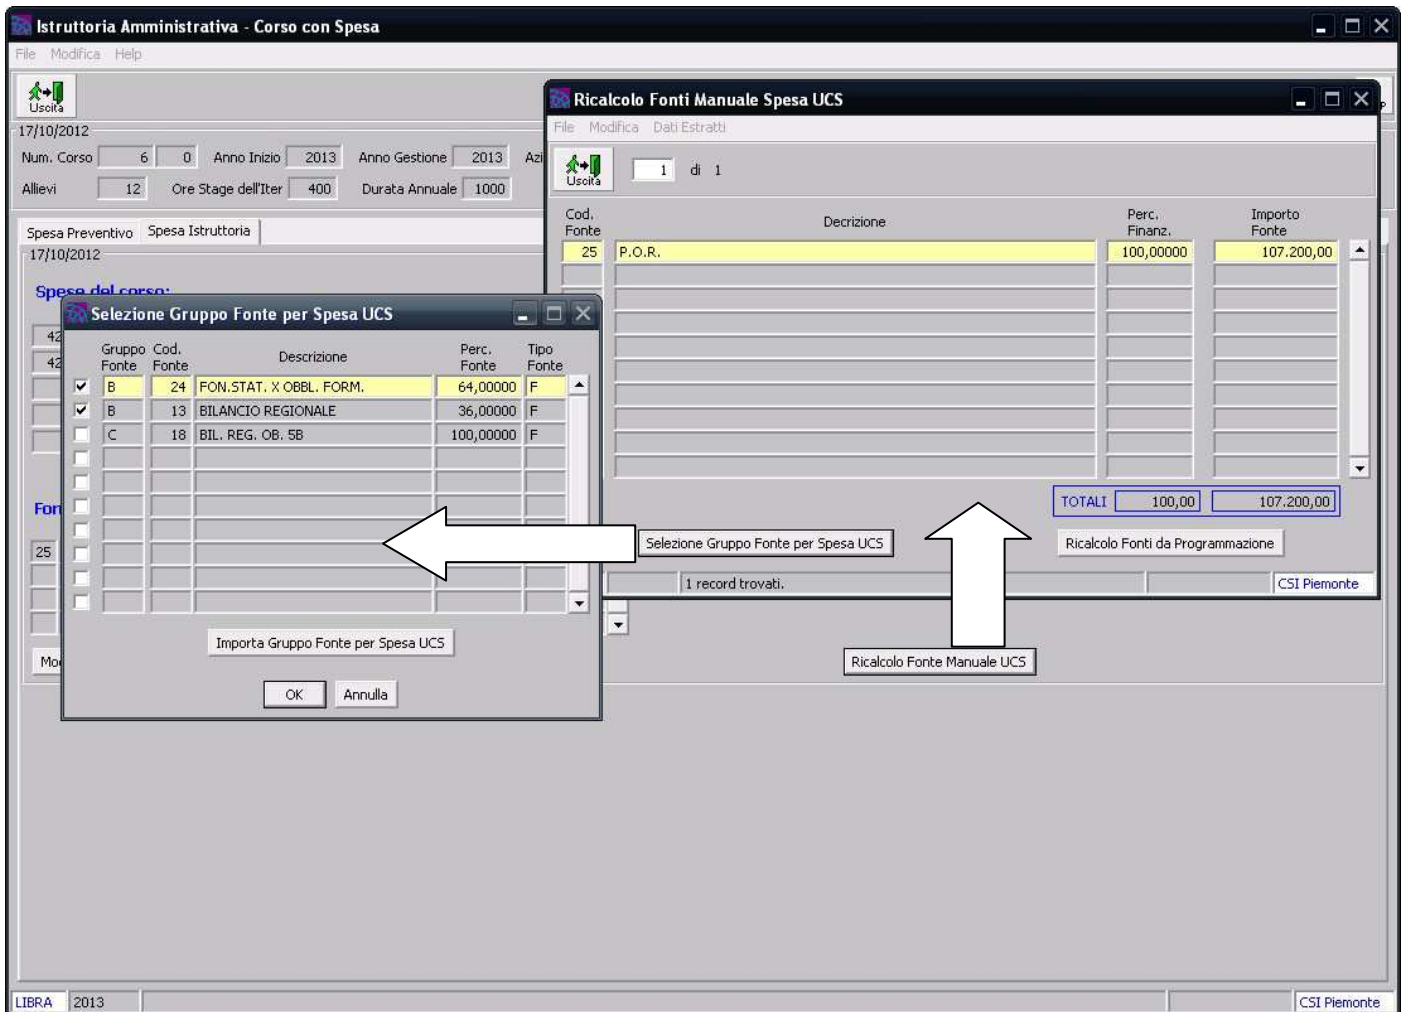 Istruttoria Amministrativa - Corso con Spesa
File Modifica Help
Uscita
17/10/2012
Num. Corso 6 0 Anno Inizio 2013 Anno Gestione 2013
Allievi 12 Ore Stage dell'Iter 400 Durata Annuale 1000
Spesa Preventivo Spesa Istruttoria
17/10/2012
Spese del corso:
42
42
25
Ricalcolo Fonte Manuale UCS
LIBRA 2013 CSI Piemonte
Ricalcolo Fonti Manuale Spesa UCS
File Modifica Dati Estratti
Uscita 1 di 1
Cod. Fonte Decrizione Perc. Finanz. Importo Fonte
25 P.O.R. 100,00000 107.200,00
TOTALI 100,00 107.200,00
Selezione Gruppo Fonte per Spesa UCS Ricalcolo Fonti da Programmazione
1 record trovati. CSI Piemonte
Selezione Gruppo Fonte per Spesa UCS
Gruppo Fonte Cod. Fonte Descrizione Perc. Fonte Tipo Fonte
B 24 FON.STAT. X OBBL. FORM. 64,00000 F
B 13 BILANCIO REGIONALE 36,00000 F
C 18 BIL. REG. OB. 5B 100,00000 F
Importa Gruppo Fonte per Spesa UCS
OK Annulla